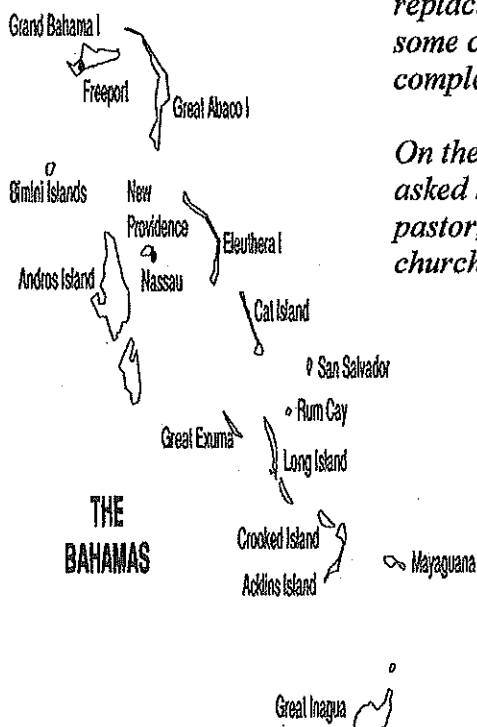 replac
some c
comple
On the
asked
pastor,
church
Grand Bahama I
Freeport
Great Abaco I
Bimini Islands
New
Providence
Nassau
Eleuthera I
Andros Island
Cat Island
San Salvador
Rum Cay
Great Exuma
Long Island
THE
BAHAMAS
Crooked Island
Acklins Island
Mayaguana
Great Inagua